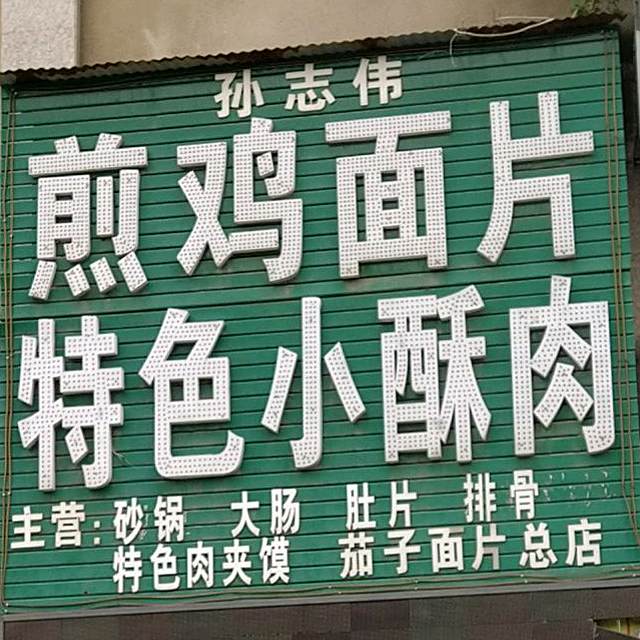 孙志伟
煎鸡面片
特色小酥肉
主营:砂锅 大肠 肚片 排骨
特色肉夹馍 茄子面片总店